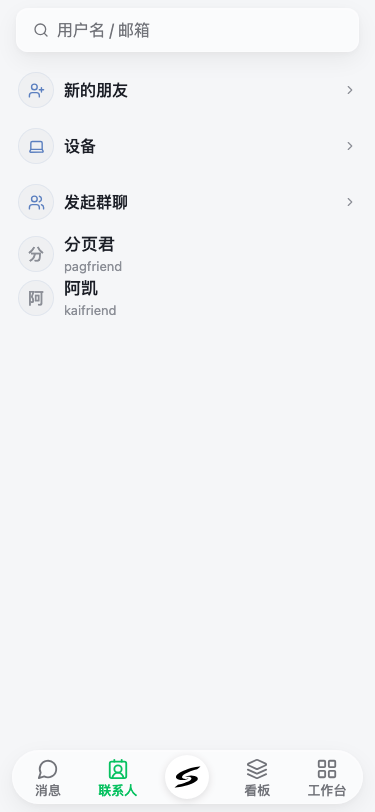 用户名 / 邮箱
新的朋友
设备
发起群聊
分
分页君
pagfriend
阿
阿凯
kaifriend
消息
联系人
看板
工作台